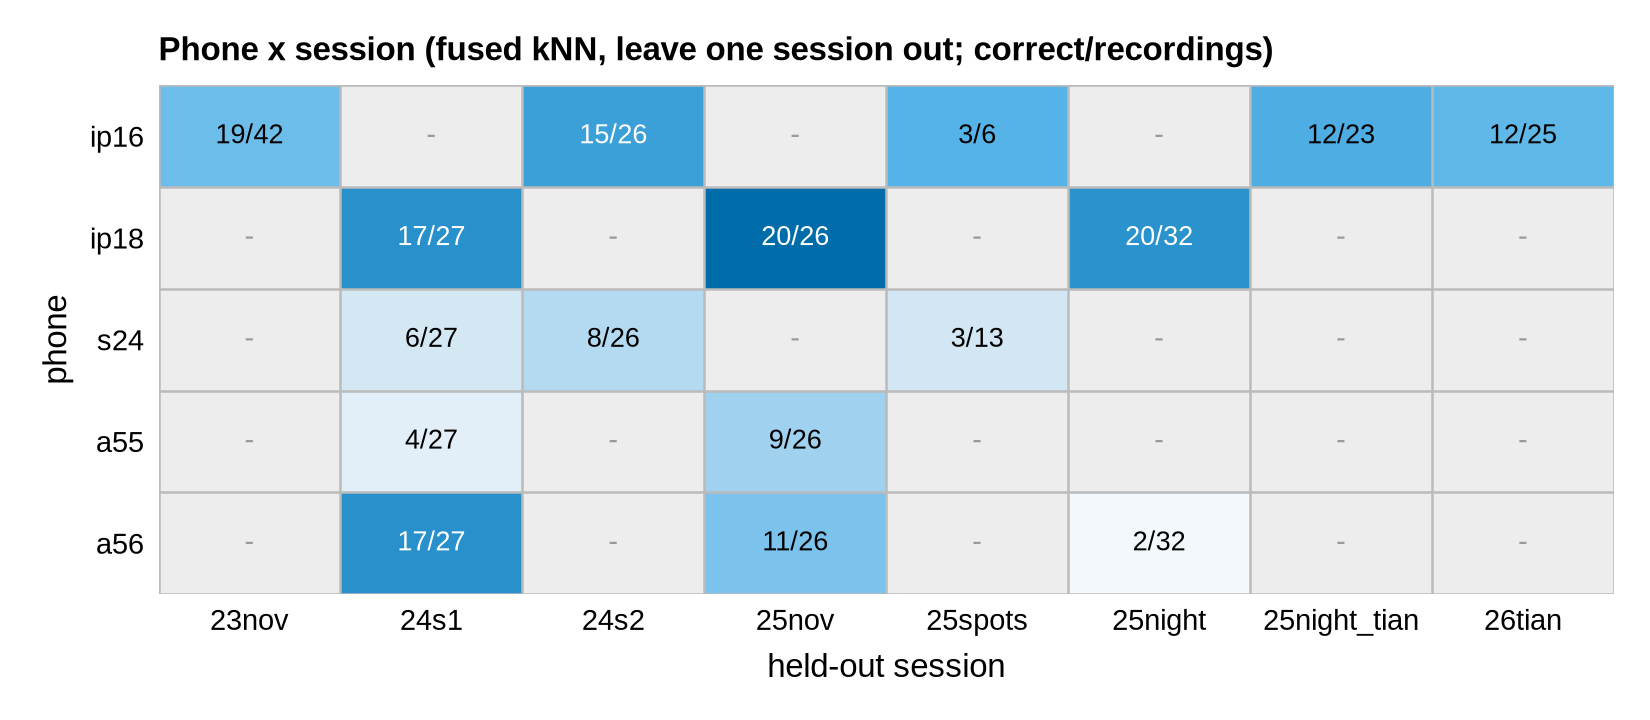 Phone x session (fused kNN, leave one session out; correct/recordings)
ip16 19/42 - 15/26 - 3/6 - 12/23 12/25
ip18 - 17/27 - 20/26 - 20/32 - -
s24 - 6/27 8/26 - 3/13 - - -
a55 - 4/27 - 9/26 - - - -
a56 - 17/27 - 11/26 - 2/32 - -
phone
23nov 24s1 24s2 25nov 25spots 25night 25night_tian 26tian
held-out session